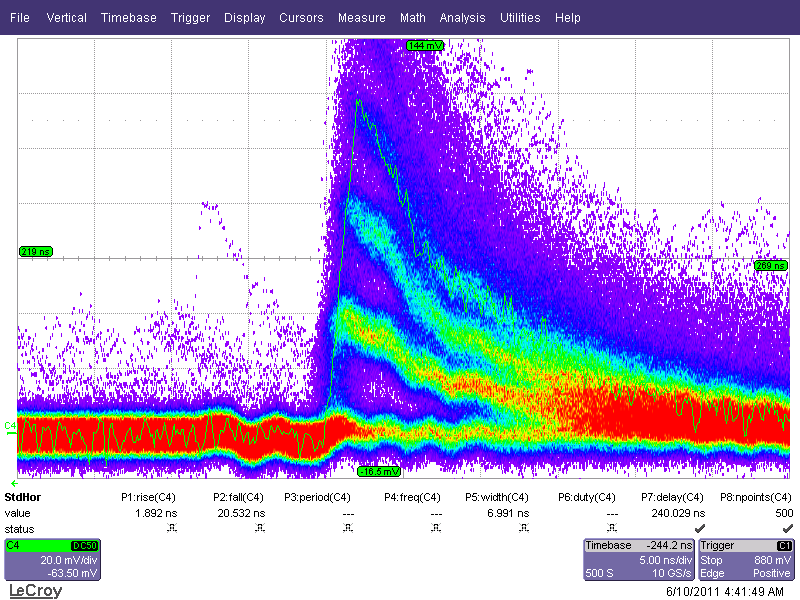 File Vertical Timebase Trigger Display Cursors Measure Math Analysis Utilities Help
144 mV
219 ns
269 ns
C4
-16.5 mV
StdHor P1:rise(C4) P2:fall(C4) P3:period(C4) P4:freq(C4) P5:width(C4) P6:duty(C4) P7:delay(C4) P8:npoints(C4)
value 1.892 ns 20.532 ns --- --- 6.991 ns --- 240.029 ns 500
status
C4 DC50 Timebase -244.2 ns Trigger C1
20.0 mV/div 5.00 ns/div Stop 880 mV
-63.50 mV 500 S 10 GS/s Edge Positive
LeCroy 6/10/2011 4:41:49 AM